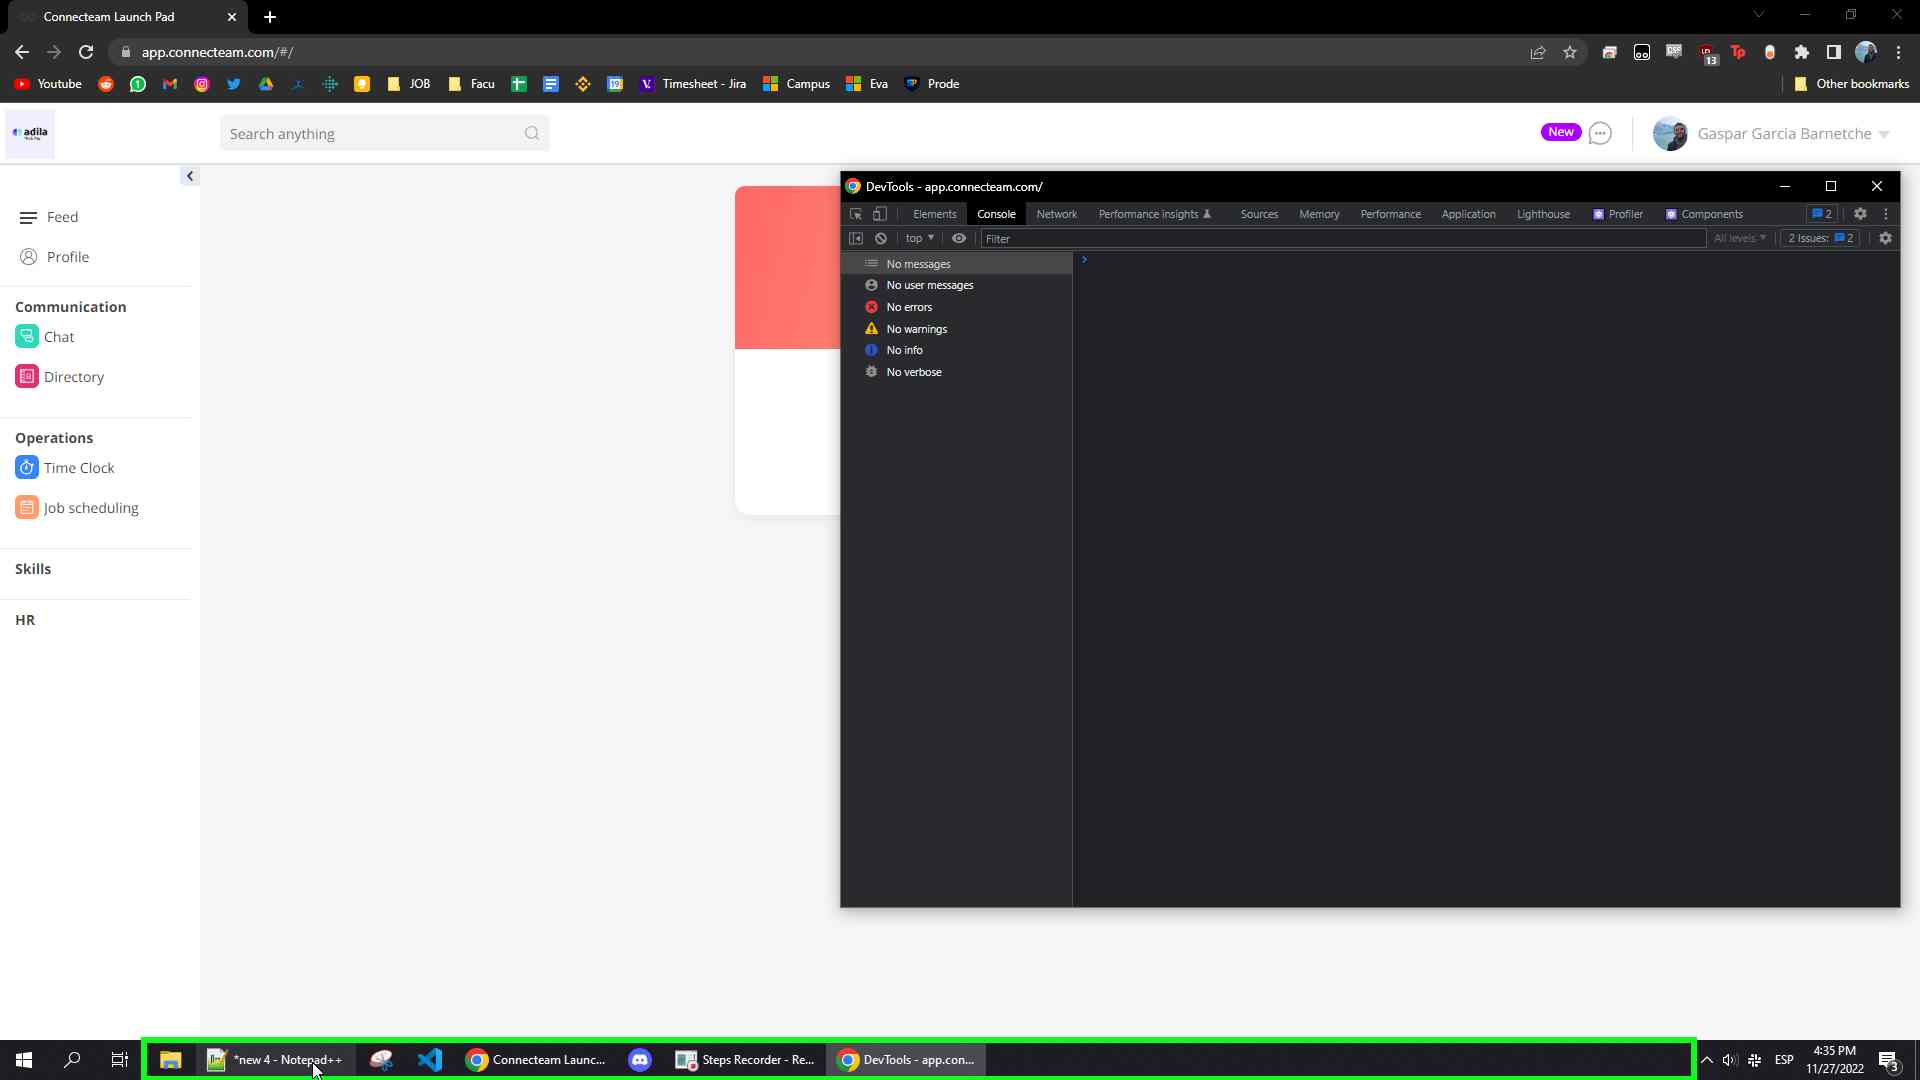 Connecteam Launch Pad
app.connecteam.com/#/
13
Youtube
1
JOB
Facu
Timesheet - Jira
Campus
Eva
Prode
Other bookmarks
adila
Search anything
New
Gaspar Garcia Barnetche
Feed
Profile
Communication
Chat
Directory
Operations
Time Clock
Job scheduling
Skills
HR
DevTools - app.connecteam.com/
Elements Console Network Performance insights Sources Memory Performance Application Lighthouse Profiler Components 2
top Filter All levels 2 Issues: 2
No messages
No user messages
No errors
No warnings
No info
No verbose
*new 4 - Notepad++
Connecteam Launc...
Steps Recorder - Re...
DevTools - app.con...
ESP
4:35 PM
11/27/2022
3